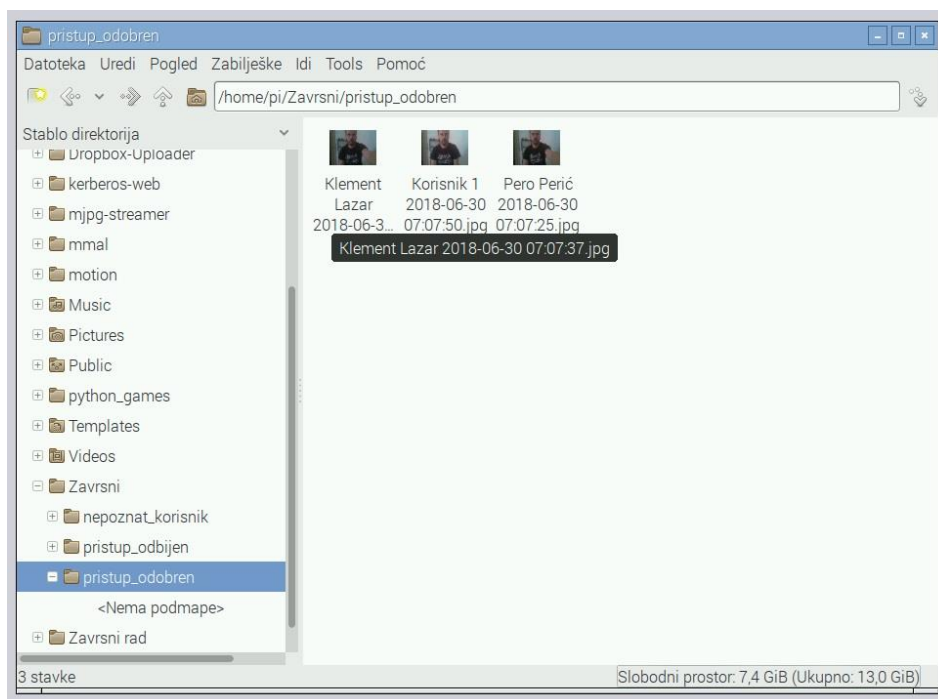 pristup_odobren
Datoteka Uredi Pogled Zabilješke Idi Tools Pomoć
/home/pi/Zavrsni/pristup_odobren
Stablo direktorija
Dropbox-Uploader
kerberos-web
mjpg-streamer
mmal
motion
Music
Pictures
Public
python_games
Templates
Videos
Zavrsni
nepoznat_korisnik
pristup_odbijen
pristup_odobren
<Nema podmape>
Zavrsni rad
Klement
Lazar
2018-06-3...
Korisnik 1
2018-06-30
07:07:50.jpg
Pero Perić
2018-06-30
07:07:25.jpg
Klement Lazar 2018-06-30 07:07:37.jpg
3 stavke
Slobodni prostor: 7,4 GiB (Ukupno: 13,0 GiB)